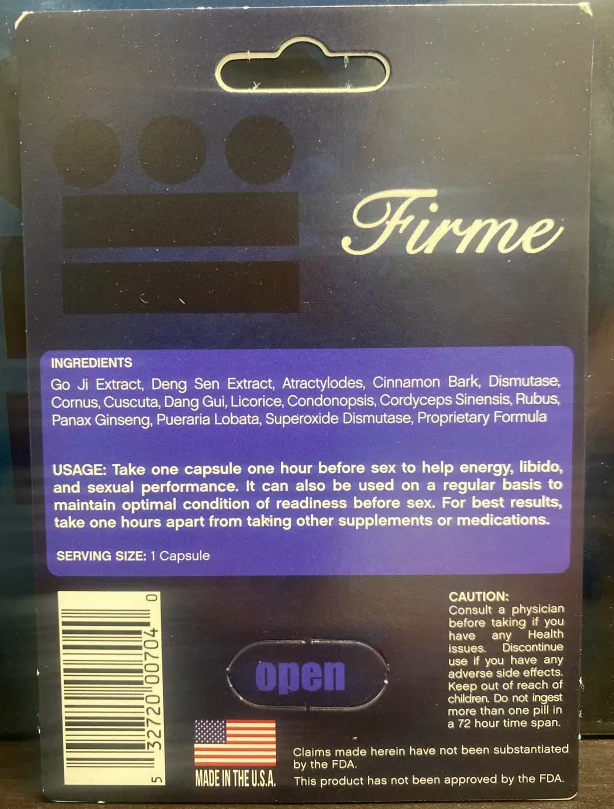 Firme
INGREDIENTS
Go Ji Extract, Deng Sen Extract, Atractylodes, Cinnamon Bark, Dismutase,
Cornus, Cuscuta, Dang Gui, Licorice, Condonopsis, Cordyceps Sinensis, Rubus,
Panax Ginseng, Pueraria Lobata, Superoxide Dismutase, Proprietary Formula
USAGE: Take one capsule one hour before sex to help energy, libido,
and sexual performance. It can also be used on a regular basis to
maintain optimal condition of readiness before sex. For best results,
take one hours apart from taking other supplements or medications.
SERVING SIZE: 1 Capsule
5 32720 00704 0
open
CAUTION:
Consult a physician
before taking if you
have any Health
issues. Discontinue
use if you have any
adverse side effects.
Keep out of reach of
children. Do not ingest
more than one pill in
a 72 hour time span.
MADE IN THE U.S.A.
Claims made herein have not been substantiated
by the FDA.
This product has not been approved by the FDA.